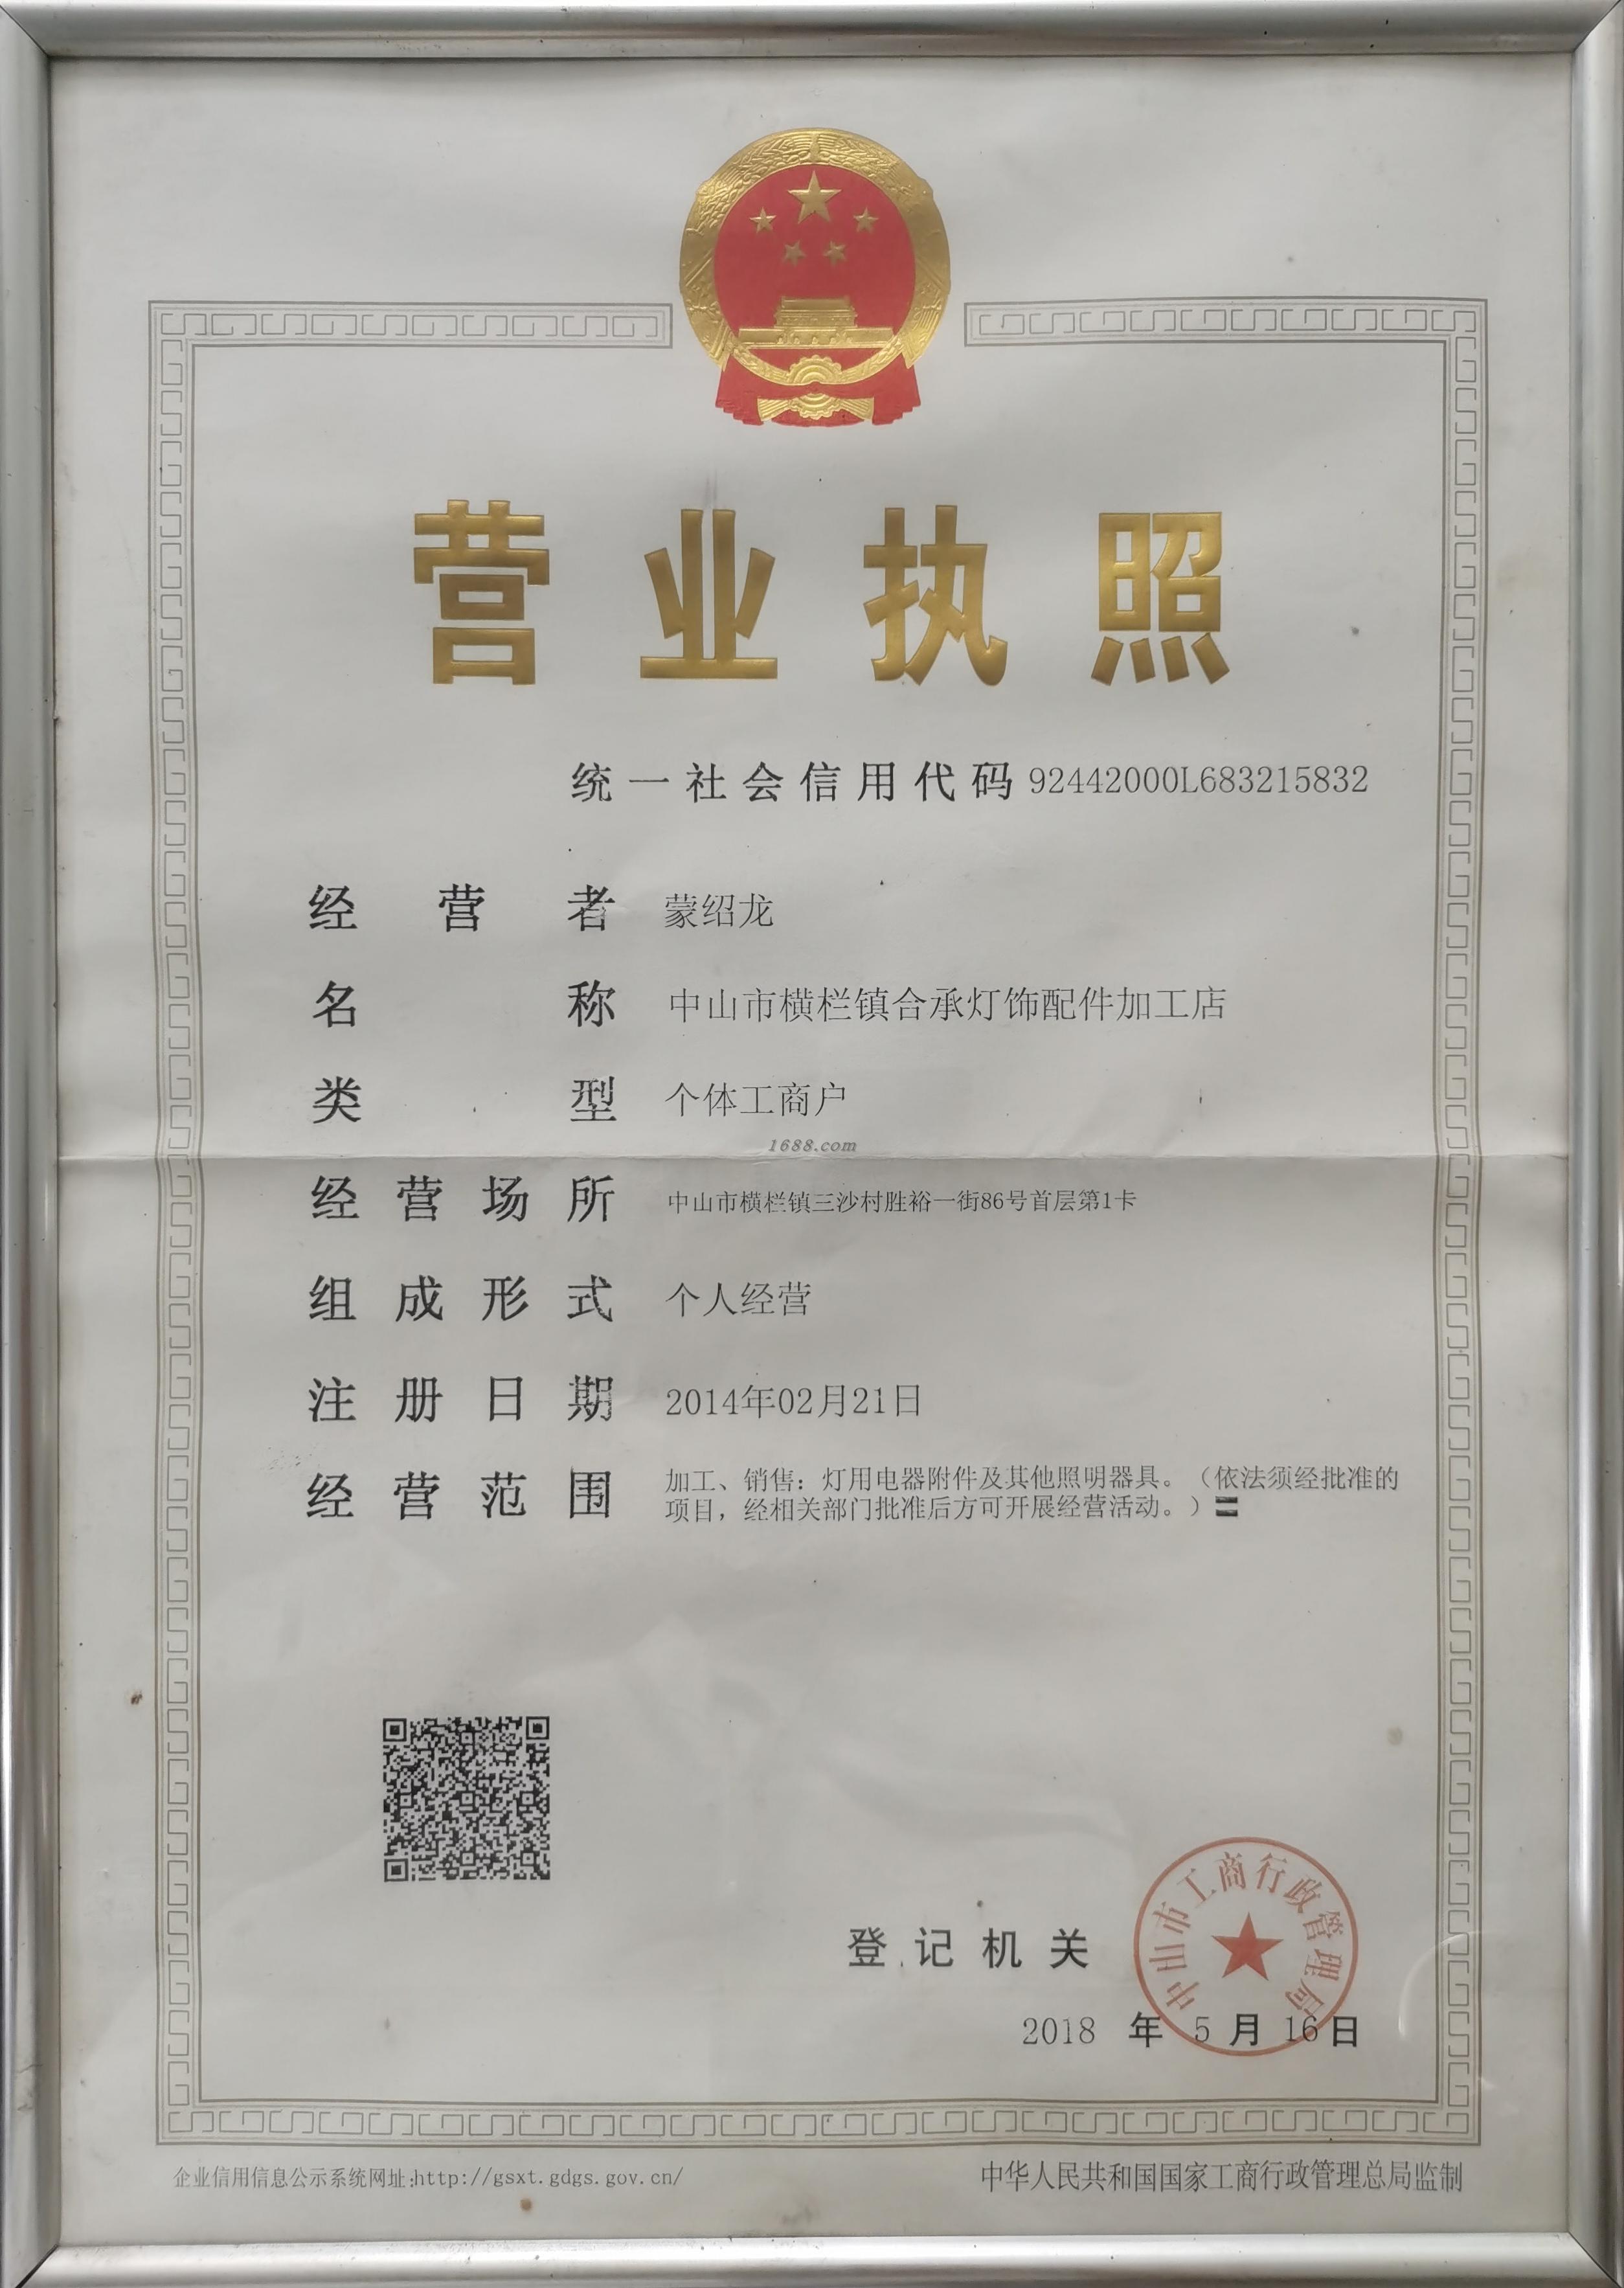 营业执照
统一社会信用代码 92442000L683215832
经营者 蒙绍龙
名称 中山市横栏镇合承灯饰配件加工店
类型 个体工商户
1688.com
经营场所 中山市横栏镇三沙村胜裕一街86号首层第1卡
组成形式 个人经营
注册日期 2014年02月21日
经营范围 加工、销售：灯用电器附件及其他照明器具。（依法须经批准的
项目，经相关部门批准后方可开展经营活动。）〓
中山市工商行政管理局
登记机关
2018 年 5 月 16 日
企业信用信息公示系统网址:http://gsxt.gdgs.gov.cn/
中华人民共和国国家工商行政管理总局监制